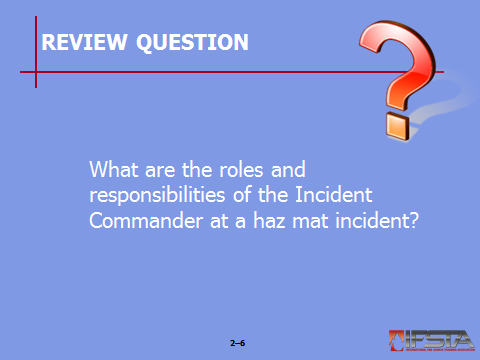 REVIEW QUESTION
What are the roles and
responsibilities of the Incident
Commander at a haz mat incident?
2–6
IFSTA